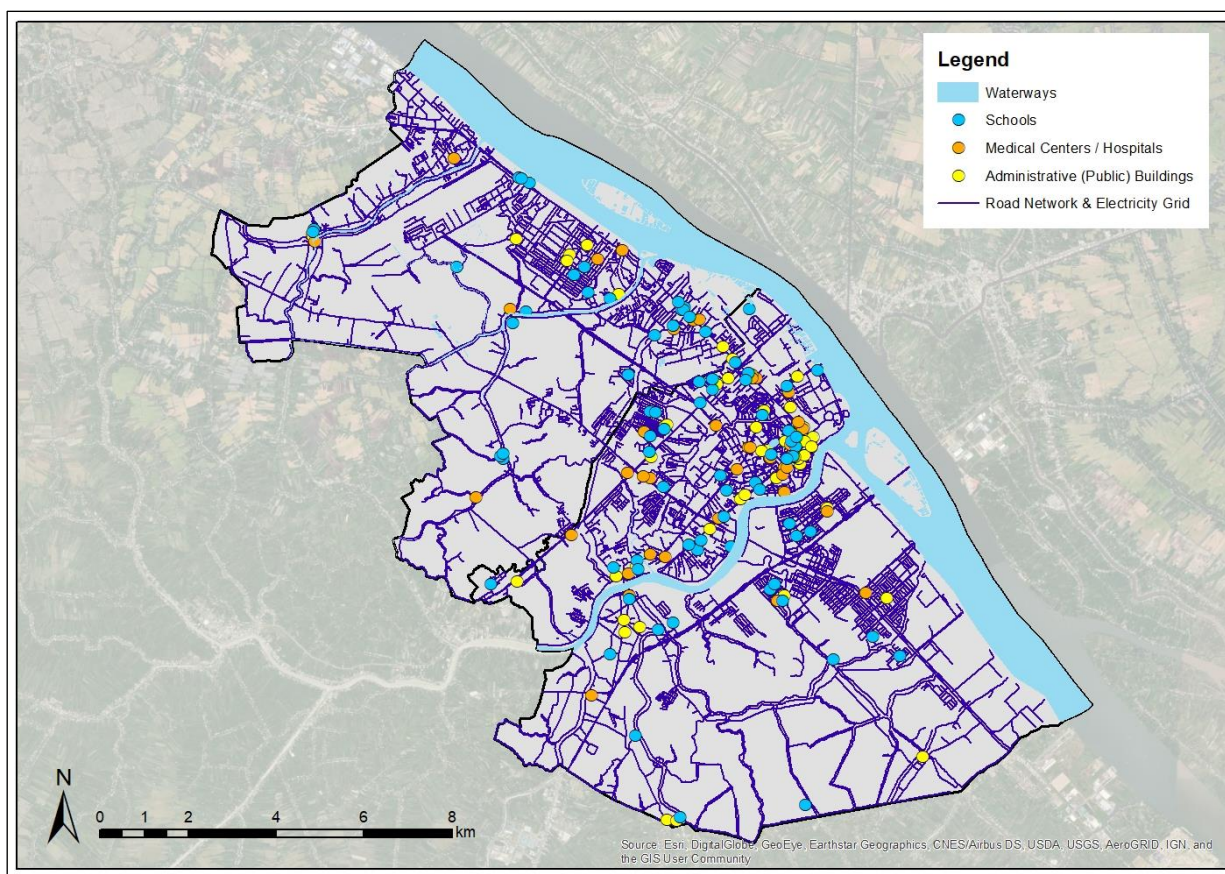 Legend
Waterways
Schools
Medical Centers / Hospitals
Administrative (Public) Buildings
Road Network & Electricity Grid
N
0 1 2 4 6 8
km
Source: Esri, DigitalGlobe, GeoEye, Earthstar Geographics, CNES/Airbus DS, USDA, USGS, AeroGRID, IGN, and
the GIS User Community